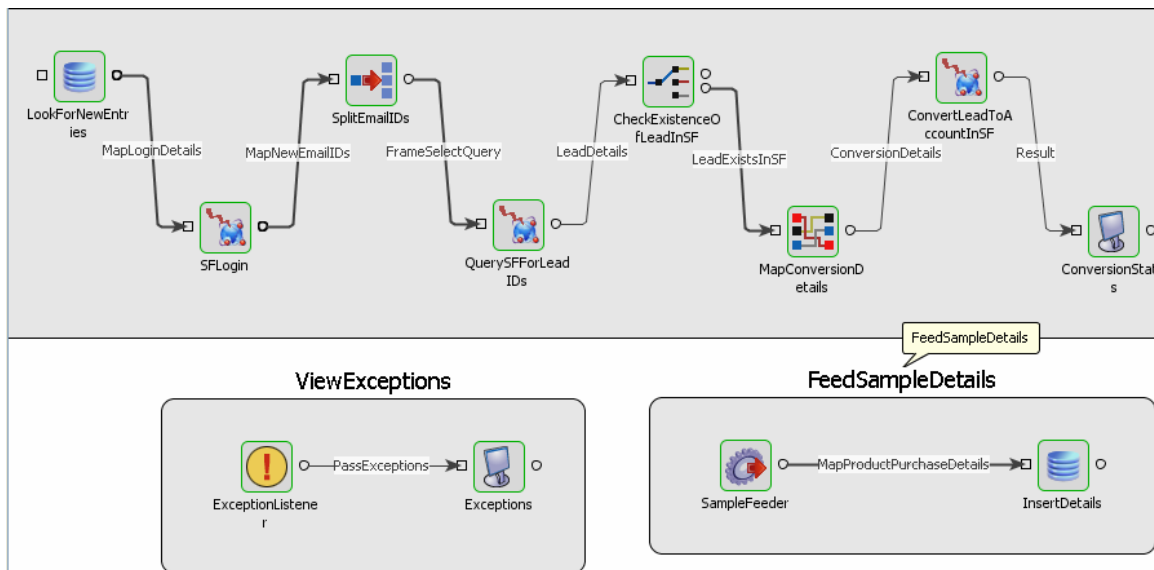 LookForNewEntr
ies
MapLoginDetails
SFLogin
MapNewEmailIDs
SplitEmailIDs
FrameSelectQuery
QuerySFForLead
IDs
LeadDetails
CheckExistenceO
fLeadInSF
LeadExistsInSF
MapConversionD
etails
ConversionDetails
ConvertLeadToA
ccountInSF
Result
ConversionStatu
s
FeedSampleDetails
ViewExceptions
ExceptionListene
r
PassExceptions
Exceptions
FeedSampleDetails
SampleFeeder
MapProductPurchaseDetails
InsertDetails